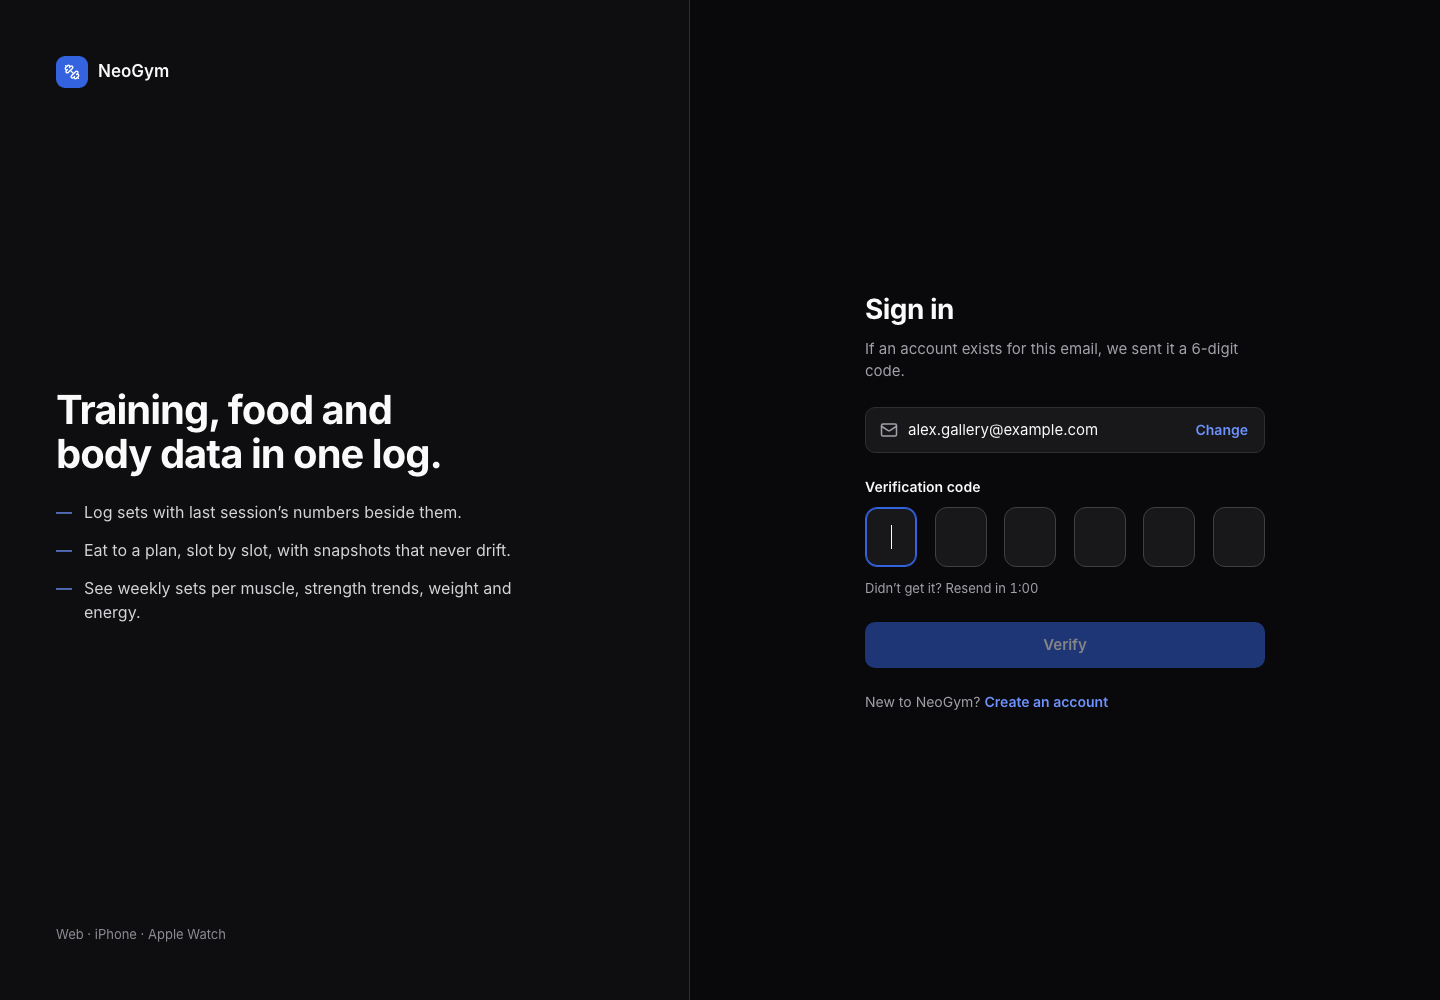 NeoGym
Training, food and
body data in one log.
— Log sets with last session’s numbers beside them.
— Eat to a plan, slot by slot, with snapshots that never drift.
— See weekly sets per muscle, strength trends, weight and
energy.
Web · iPhone · Apple Watch
Sign in
If an account exists for this email, we sent it a 6-digit
code.
alex.gallery@example.com Change
Verification code
Didn’t get it? Resend in 1:00
Verify
New to NeoGym? Create an account